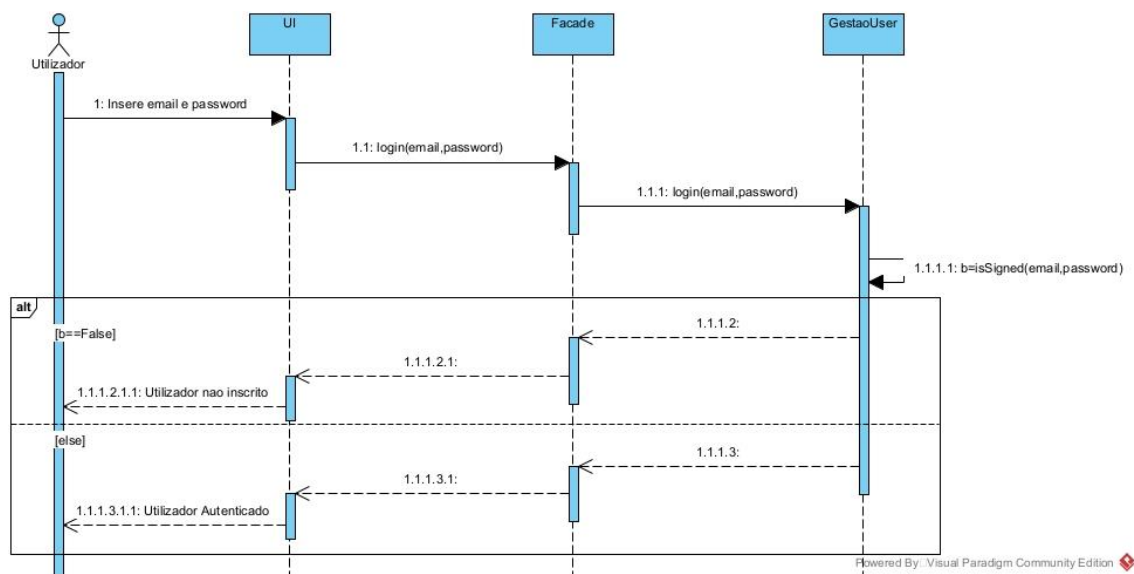 UI
Facade
GestaoUser
Utilizador
1: Insere email e password
1.1: login(email,password)
1.1.1: login(email,password)
1.1.1.1: b=isSigned(email,password)
alt
[b==False]
1.1.1.2:
1.1.1.2.1:
1.1.1.2.1.1: Utilizador nao inscrito
[else]
1.1.1.3:
1.1.1.3.1:
1.1.1.3.1.1: Utilizador Autenticado
Powered By Visual Paradigm Community Edition